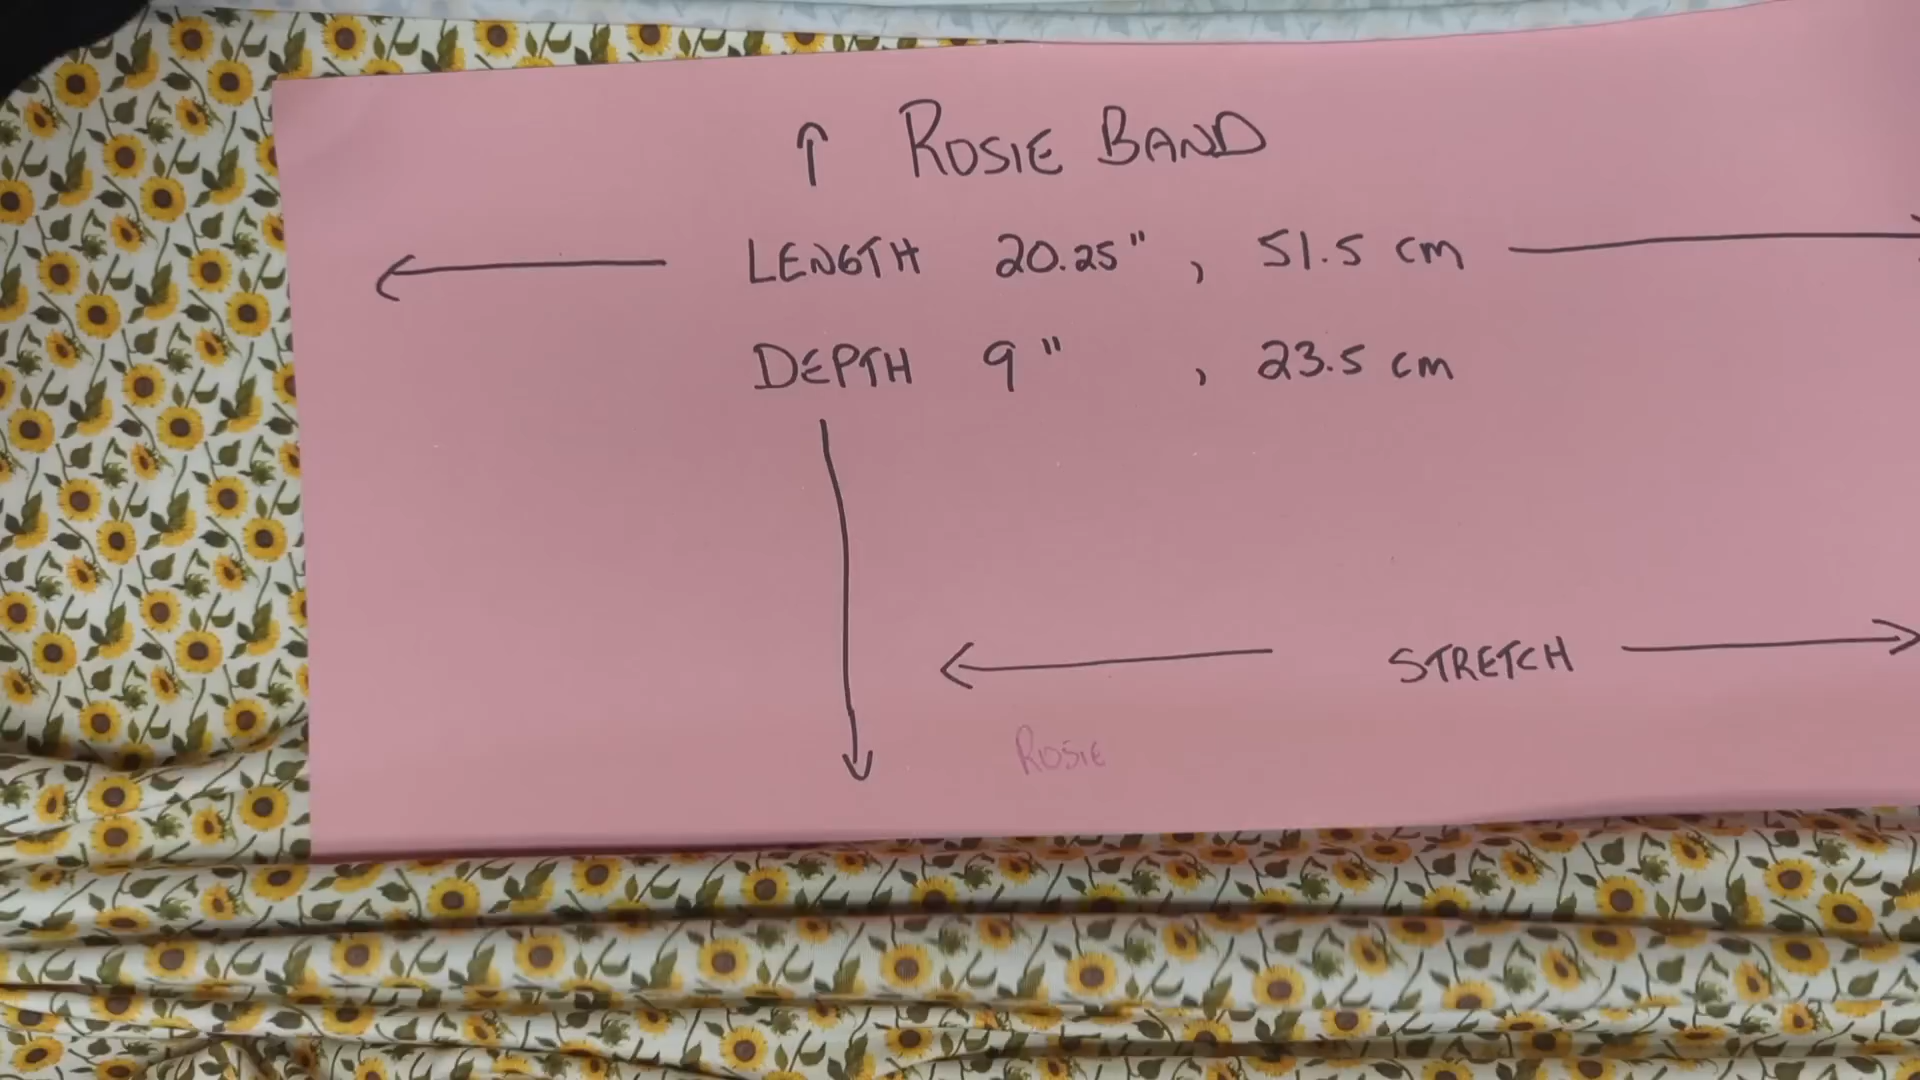 ↑ ROSIE BAND
LENGTH 20.25", 51.5 cm
DEPTH 9", 23.5 cm
STRETCH
ROSIE